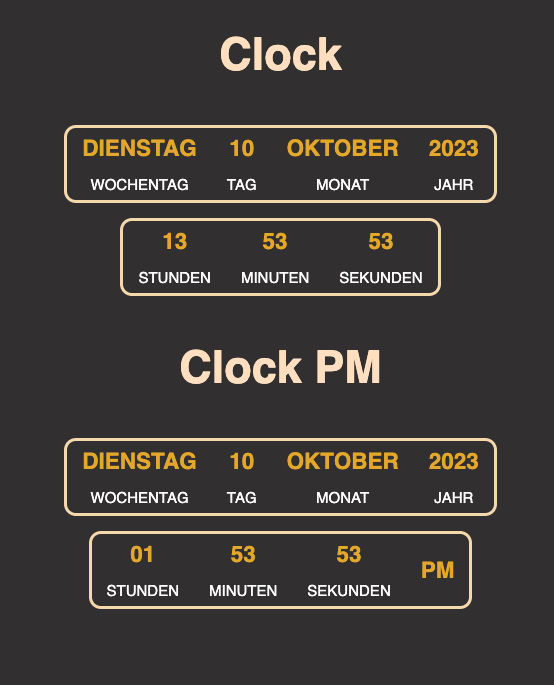 Clock
DIENSTAG 10 OKTOBER 2023
WOCHENTAG TAG MONAT JAHR
13 53 53
STUNDEN MINUTEN SEKUNDEN
Clock PM
DIENSTAG 10 OKTOBER 2023
WOCHENTAG TAG MONAT JAHR
01 53 53 PM
STUNDEN MINUTEN SEKUNDEN